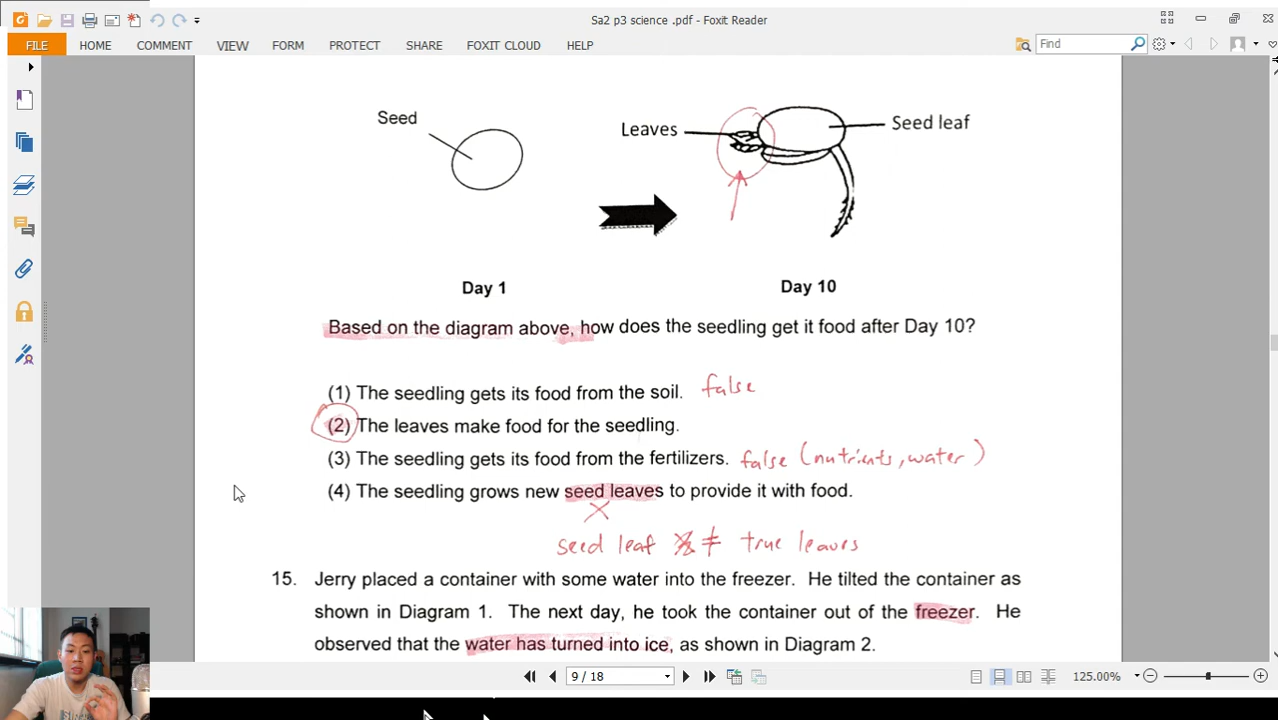 Sa2 p3 science .pdf - Foxit Reader
FILE HOME COMMENT VIEW FORM PROTECT SHARE FOXIT CLOUD HELP Find
Seed
Leaves
Seed leaf
Day 1
Day 10
Based on the diagram above, how does the seedling get it food after Day 10?
(1) The seedling gets its food from the soil. false
(2) The leaves make food for the seedling.
(3) The seedling gets its food from the fertilizers. false (nutrients, water)
(4) The seedling grows new seed leaves to provide it with food.
seed leaf ≠ true leaves
15. Jerry placed a container with some water into the freezer. He tilted the container as
shown in Diagram 1. The next day, he took the container out of the freezer. He
observed that the water has turned into ice, as shown in Diagram 2.
9 / 18
125.00%